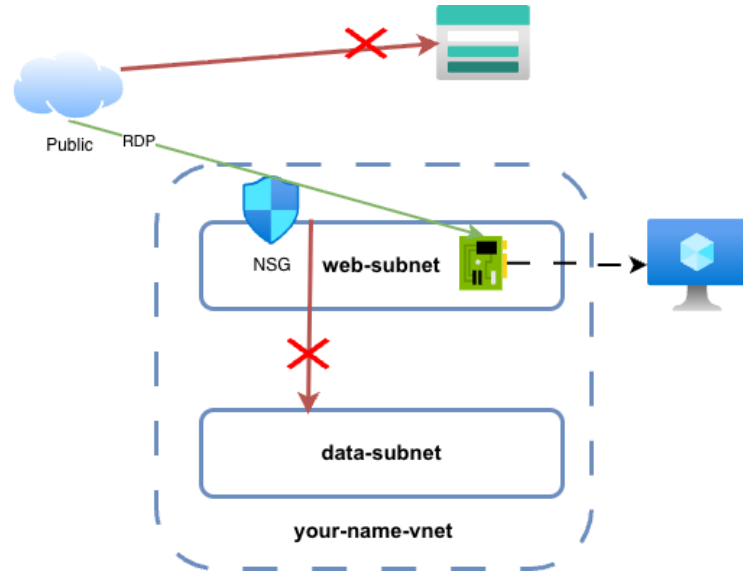 Public
RDP
NSG
web-subnet
data-subnet
your-name-vnet